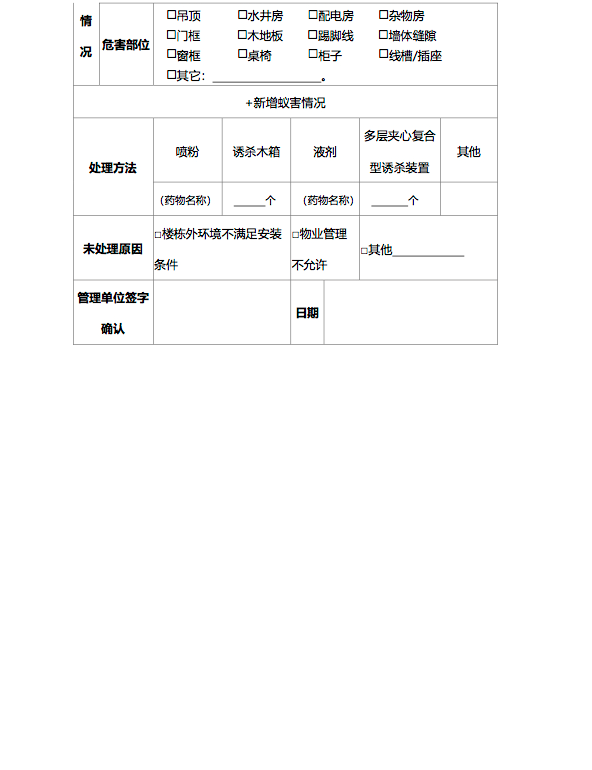 情
况
危害部位
□吊顶 □水井房 □配电房 □杂物房
□门框 □木地板 □踢脚线 □墙体缝隙
□窗框 □桌椅 □柜子 □线槽/插座
□其它：__________________。
+新增蚁害情况
处理方法
喷粉
诱杀木箱
液剂
多层夹心复合
型诱杀装置
其他
（药物名称）
_____个
（药物名称）
______个
未处理原因
□楼栋外环境不满足安装
条件
□物业管理
不允许
□其他____________
管理单位签字
确认
日期